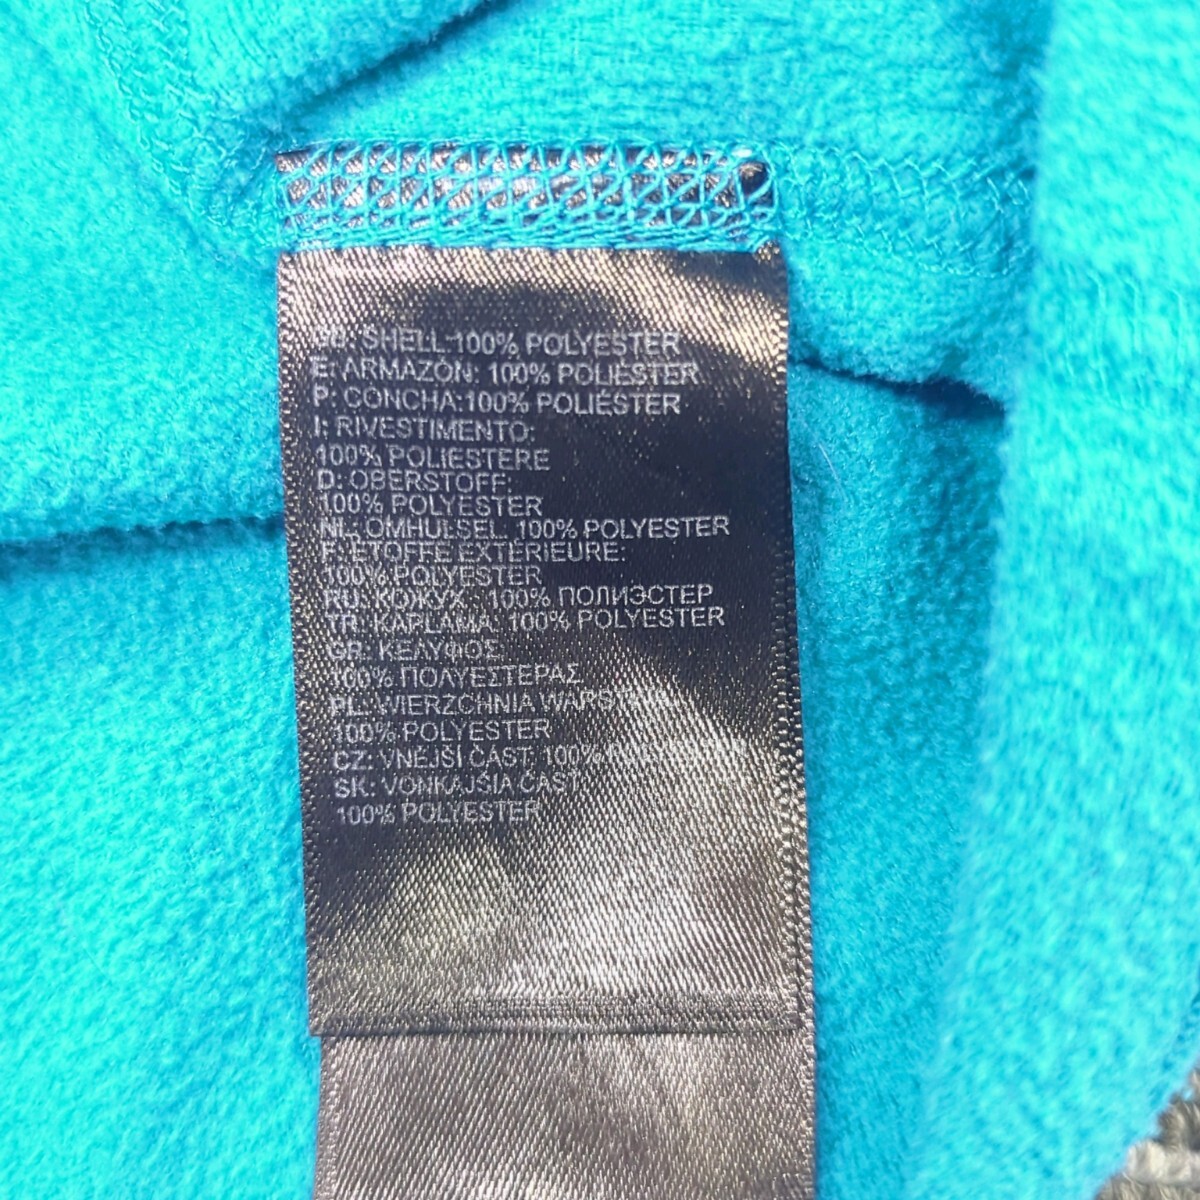 SHELL:100% POLYESTER
E: ARMAZÓN: 100% POLIÉSTER
P: CONCHA:100% POLIÉSTER
I: RIVESTIMENTO:
100% POLIESTERE
D: OBERSTOFF:
100% POLYESTER
NL: OMHULSEL: 100% POLYESTER
F: ÉTOFFE EXTÉRIEURE:
100% POLYESTER
RU: КОЖУХ : 100% ПОЛИЭСТЕР
TR: KAPLAMA: 100% POLYESTER
GR: ΚΕΛΥΦΟΣ
100% ΠΟΛΥΕΣΤΕΡΑΣ
PL: WIERZCHNIA
100% POLYESTER
CZ: VNĚJŠÍ ČÁST: 100%
SK: VONKAJŠIA ČASŤ
100% POLYESTER